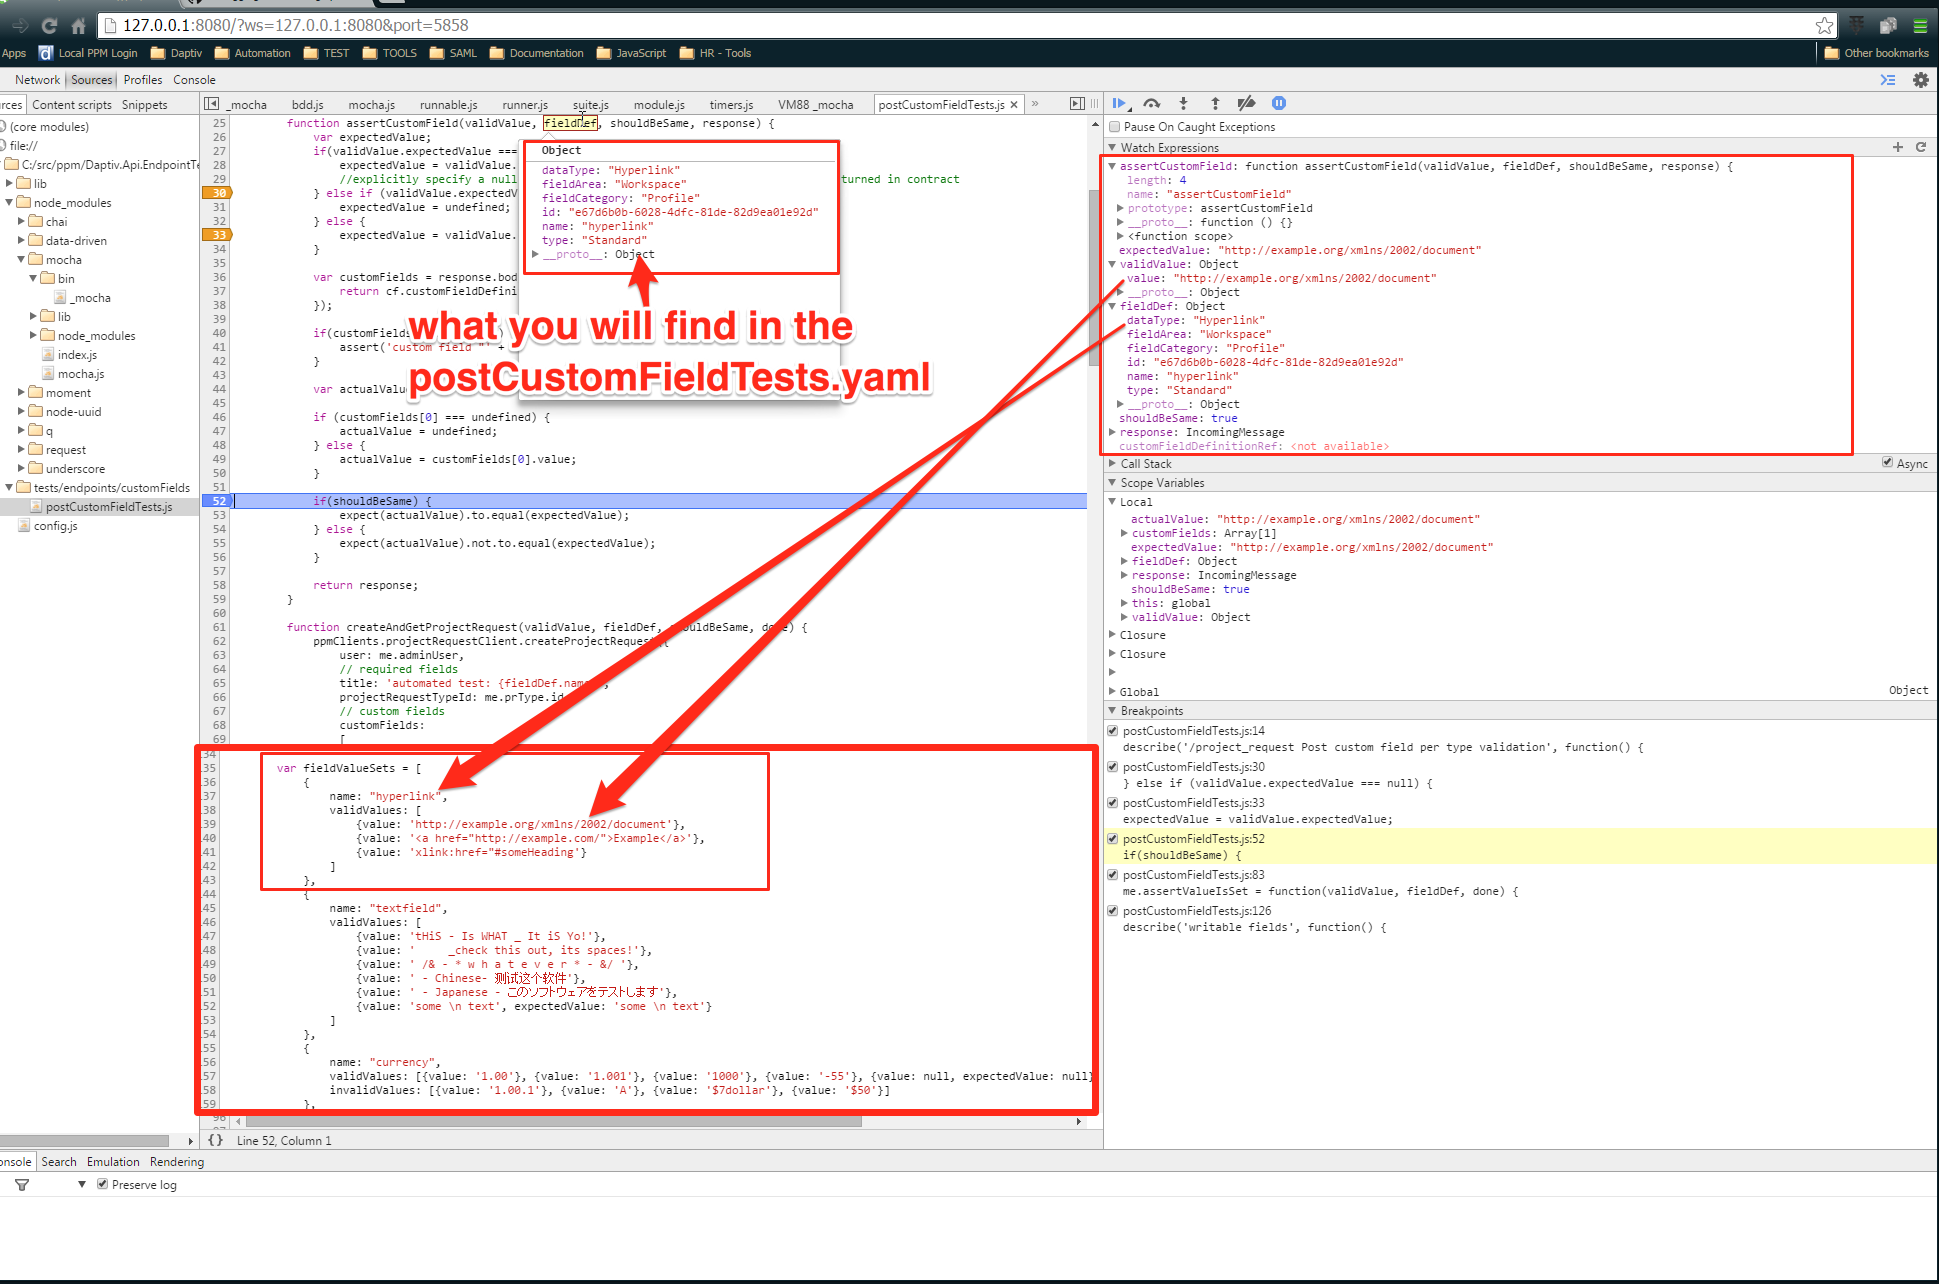 127.0.0.1:8080/?ws=127.0.0.1:8080&port=5858
Apps Local PPM Login Daptiv Automation TEST TOOLS SAML Documentation JavaScript HR - Tools Other bookmarks
Network Sources Profiles Console
rces Content scripts Snippets
(core modules)
file://
C:/src/ppm/Daptiv.Api.EndpointTe
lib
node_modules
chai
data-driven
mocha
bin
_mocha
lib
node_modules
index.js
mocha.js
moment
node-uuid
q
request
underscore
tests/endpoints/customFields
postCustomFieldTests.js
config.js
_mocha bdd.js mocha.js runnable.js runner.js suite.js module.js timers.js VM88 _mocha postCustomFieldTests.js × »
25 function assertCustomField(validValue, fieldDef, shouldBeSame, response) {
26 var expectedValue;
27 if(validValue.expectedValue ===
28 expectedValue = validValue.
29 //explicitly specify a null turned in contract
30 } else if (validValue.expectedV
31 expectedValue = undefined;
32 } else {
33 expectedValue = validValue.
34 }
35
36 var customFields = response.bod
37 return cf.customFieldDefini
38 });
39
40 if(customFields )
41 assert('custom field "' +
42 }
43
44 var actualValu
45
46 if (customFields[0] === undefined) {
47 actualValue = undefined;
48 } else {
49 actualValue = customFields[0].value;
50 }
51
52 if(shouldBeSame) {
53 expect(actualValue).to.equal(expectedValue);
54 } else {
55 expect(actualValue).not.to.equal(expectedValue);
56 }
57
58 return response;
59 }
60
61 function createAndGetProjectRequest(validValue, fieldDef, shouldBeSame, done) {
62 ppmClients.projectRequestClient.createProjectRequest({
63 user: me.adminUser,
64 // required fields
65 title: 'automated test: {fieldDef.name
66 projectRequestTypeId: me.prType.id
67 // custom fields
68 customFields:
69 [
Object
dataType: "Hyperlink"
fieldArea: "Workspace"
fieldCategory: "Profile"
id: "e67d6b0b-6028-4dfc-81de-82d9ea01e92d"
name: "hyperlink"
type: "Standard"
__proto__: Object
what you will find in the
postCustomFieldTests.yaml
34
35 var fieldValueSets = [
36 {
37 name: "hyperlink",
38 validValues: [
39 {value: 'http://example.org/xmlns/2002/document'},
40 {value: '<a href="http://example.com/">Example</a>'},
41 {value: 'xlink:href="#someHeading'}
42 ]
43 },
44 {
45 name: "textfield",
46 validValues: [
47 {value: 'tHiS - Is WHAT _ It iS Yo!'},
48 {value: ' _check this out, its spaces!'},
49 {value: ' /& - * w h a t e v e r * - &/ '},
50 {value: ' - Chinese- 测试这个软件'},
51 {value: ' - Japanese - このソフトウェアをテストします'},
52 {value: 'some \n text', expectedValue: 'some \n text'}
53 ]
54 },
55 {
56 name: "currency",
57 validValues: [{value: '1.00'}, {value: '1.001'}, {value: '1000'}, {value: '-55'}, {value: null, expectedValue: null}
58 invalidValues: [{value: '1.00.1'}, {value: 'A'}, {value: '$7dollar'}, {value: '$50'}]
59 },
{} Line 52, Column 1
Pause On Caught Exceptions
Watch Expressions
assertCustomField: function assertCustomField(validValue, fieldDef, shouldBeSame, response) {
length: 4
name: "assertCustomField"
prototype: assertCustomField
__proto__: function () {}
<function scope>
expectedValue: "http://example.org/xmlns/2002/document"
validValue: Object
value: "http://example.org/xmlns/2002/document"
__proto__: Object
fieldDef: Object
dataType: "Hyperlink"
fieldArea: "Workspace"
fieldCategory: "Profile"
id: "e67d6b0b-6028-4dfc-81de-82d9ea01e92d"
name: "hyperlink"
type: "Standard"
__proto__: Object
shouldBeSame: true
response: IncomingMessage
customFieldDefinitionRef: <not available>
Call Stack Async
Scope Variables
Local
actualValue: "http://example.org/xmlns/2002/document"
customFields: Array[1]
expectedValue: "http://example.org/xmlns/2002/document"
fieldDef: Object
response: IncomingMessage
shouldBeSame: true
this: global
validValue: Object
Closure
Closure
Global Object
Breakpoints
postCustomFieldTests.js:14
describe('/project_request Post custom field per type validation', function() {
postCustomFieldTests.js:30
} else if (validValue.expectedValue === null) {
postCustomFieldTests.js:33
expectedValue = validValue.expectedValue;
postCustomFieldTests.js:52
if(shouldBeSame) {
postCustomFieldTests.js:83
me.assertValueIsSet = function(validValue, fieldDef, done) {
postCustomFieldTests.js:126
describe('writable fields', function() {
onsole Search Emulation Rendering
Preserve log